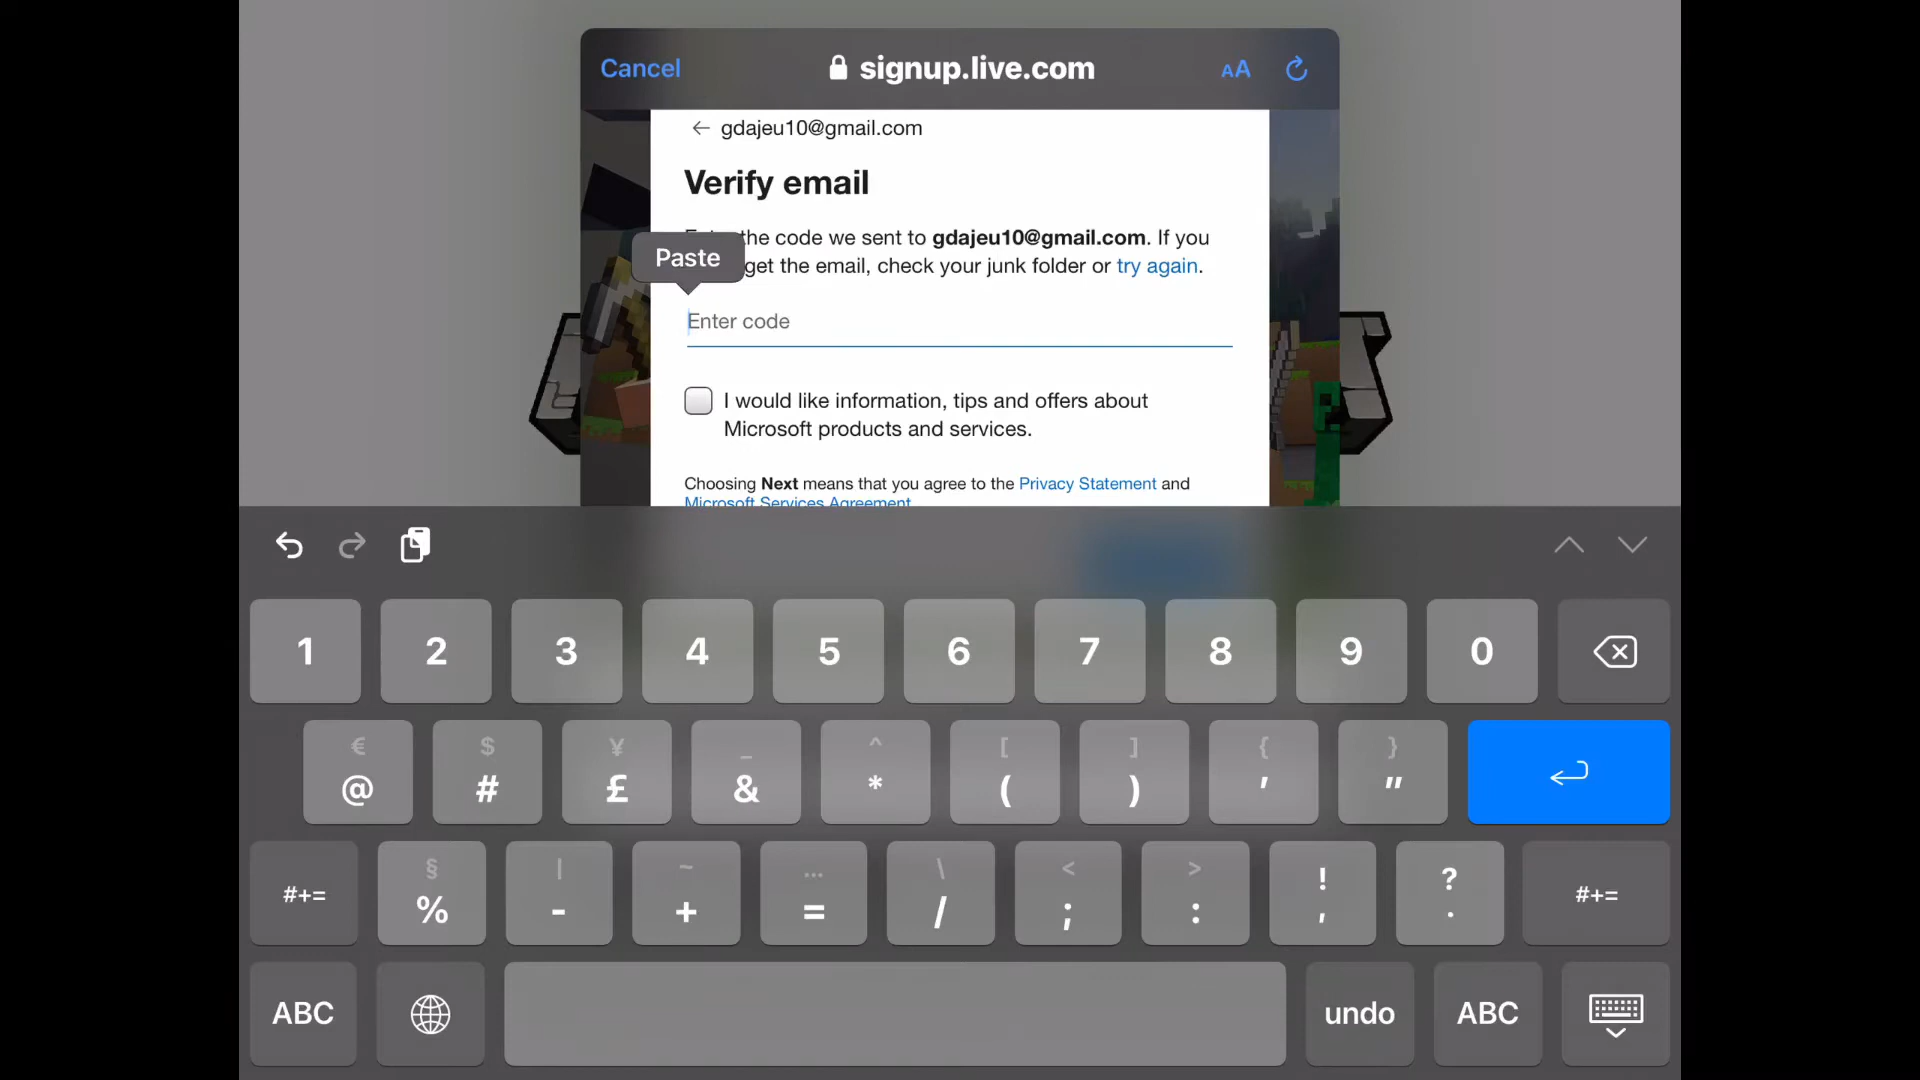 Cancel
signup.live.com
AA
gdajeu10@gmail.com
Verify email
the code we sent to gdajeu10@gmail.com. If you
get the email, check your junk folder or try again.
Paste
Enter code
I would like information, tips and offers about
Microsoft products and services.
Choosing Next means that you agree to the Privacy Statement and
Microsoft Services Agreement
1 2 3 4 5 6 7 8 9 0
€ $ ¥ _ ^ [ ] { }
@ # £ & * ( ) ' "
§ | ~ … \ < > ! ?
#+= % - + = / ; : , . #+=
ABC undo ABC